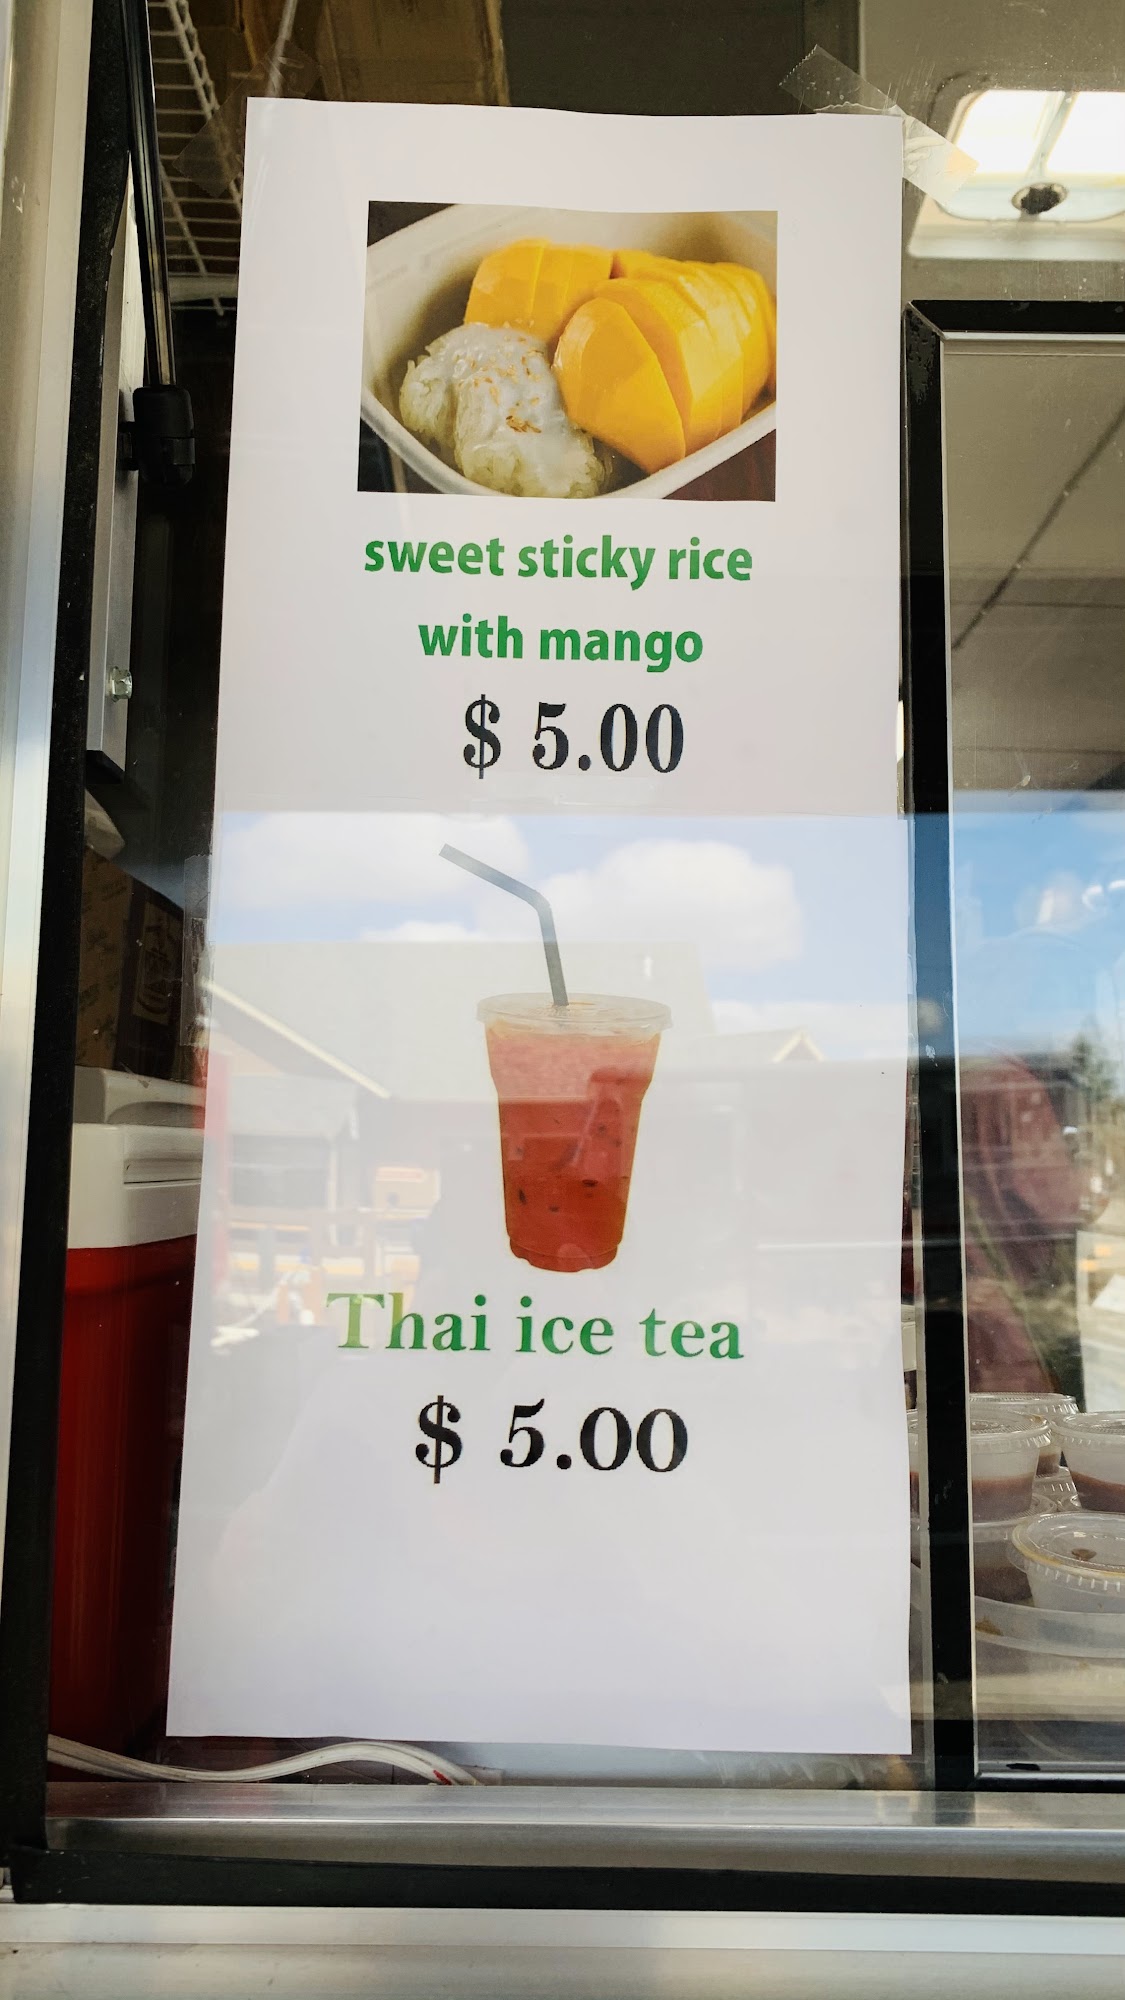 sweet sticky rice
with mango
$ 5.00
Thai ice tea
$ 5.00